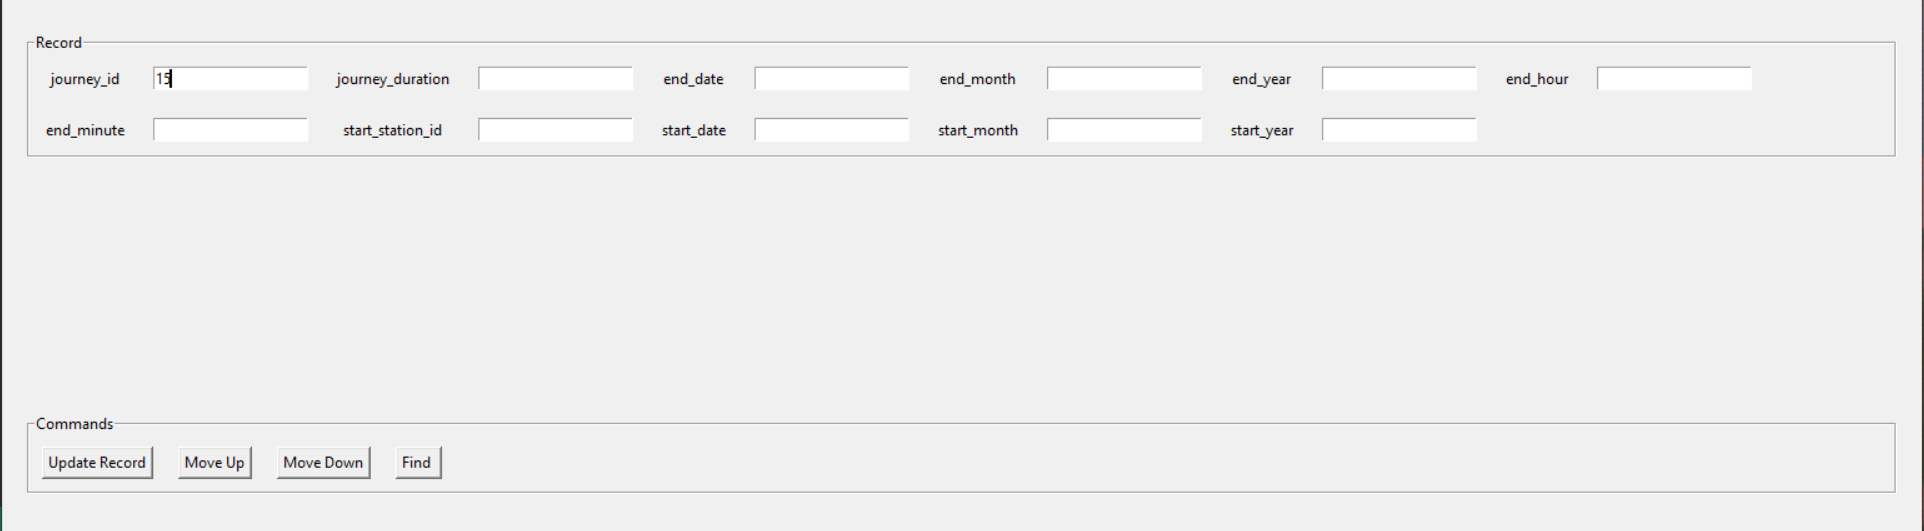 Record
journey_id 15 journey_duration end_date end_month end_year end_hour
end_minute start_station_id start_date start_month start_year
Commands
Update Record Move Up Move Down Find